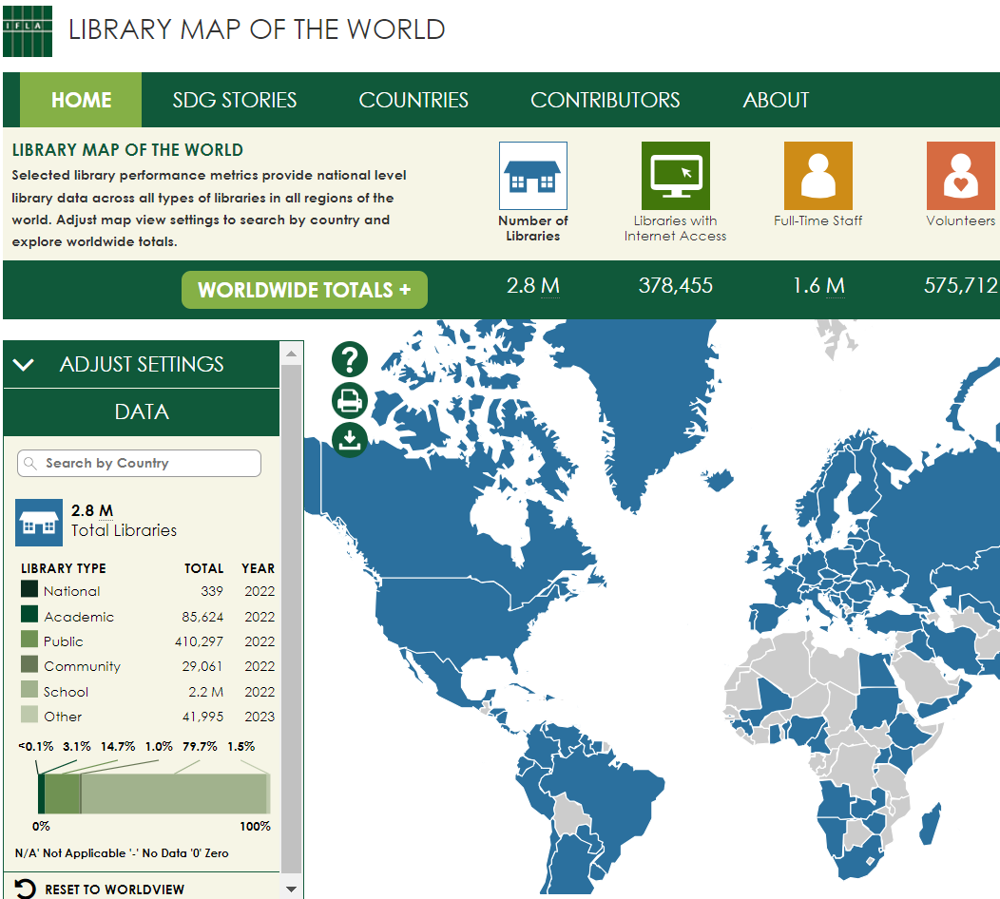 IFLA
LIBRARY MAP OF THE WORLD
HOME SDG STORIES COUNTRIES CONTRIBUTORS ABOUT
LIBRARY MAP OF THE WORLD
Selected library performance metrics provide national level
library data across all types of libraries in all regions of the
world. Adjust map view settings to search by country and
explore worldwide totals.
Number of
Libraries
Libraries with
Internet Access
Full-Time Staff
Volunteers
WORLDWIDE TOTALS + 2.8 M 378,455 1.6 M 575,712
ADJUST SETTINGS
DATA
Search by Country
2.8 M
Total Libraries
LIBRARY TYPE TOTAL YEAR
National 339 2022
Academic 85,624 2022
Public 410,297 2022
Community 29,061 2022
School 2.2 M 2022
Other 41,995 2023
<0.1% 3.1% 14.7% 1.0% 79.7% 1.5%
0% 100%
N/A' Not Applicable '-' No Data '0' Zero
RESET TO WORLDVIEW
?